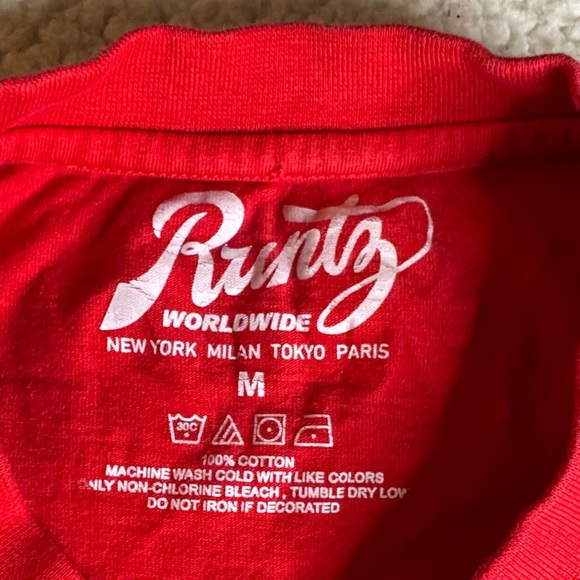 Runtz
WORLDWIDE
NEW YORK MILAN TOKYO PARIS
M
30C
100% COTTON
MACHINE WASH COLD WITH LIKE COLORS
ONLY NON-CHLORINE BLEACH , TUMBLE DRY LOW
DO NOT IRON IF DECORATED